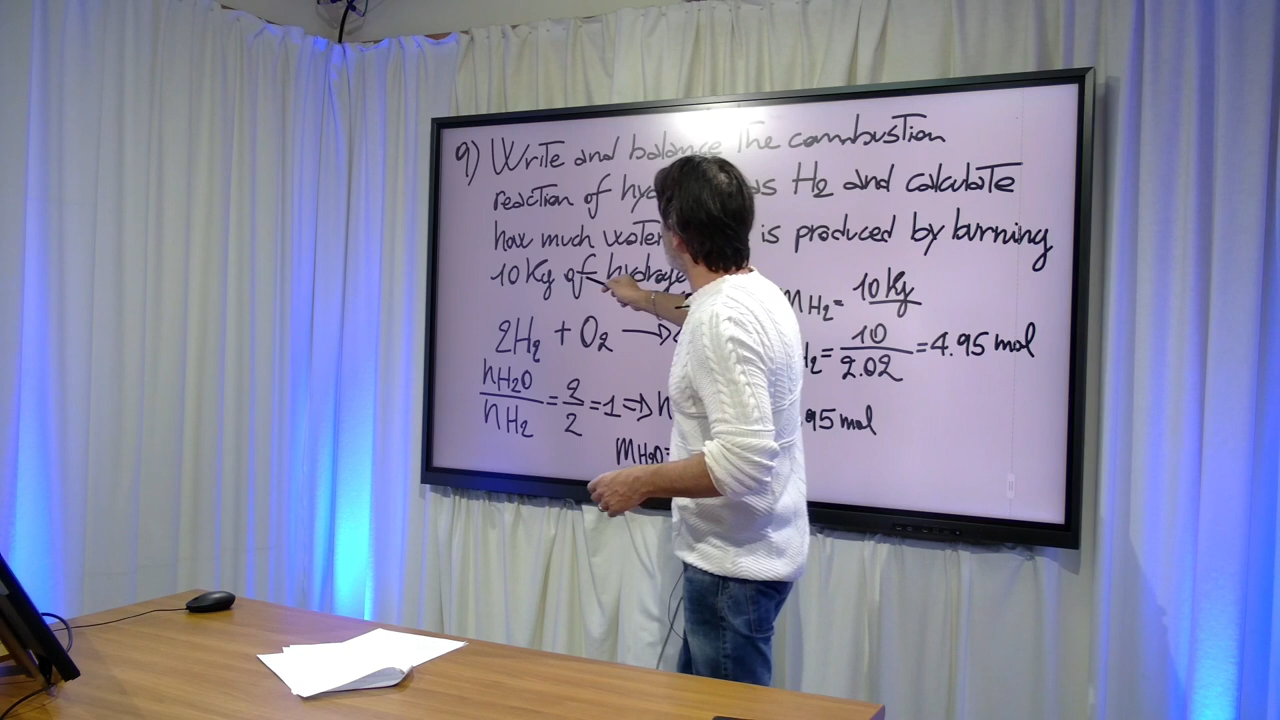 9) Write and balance the combustion
reaction of hyd as H2 and calculate
how much water is produced by burning
10 Kg of hydroge
mH2 = 10 Kg
2H2 + O2 →
H2 = 10 / 2.02 = 4.95 mol
nH2O / nH2 = 2 / 2 = 1 => n
95 mol
mH2O =